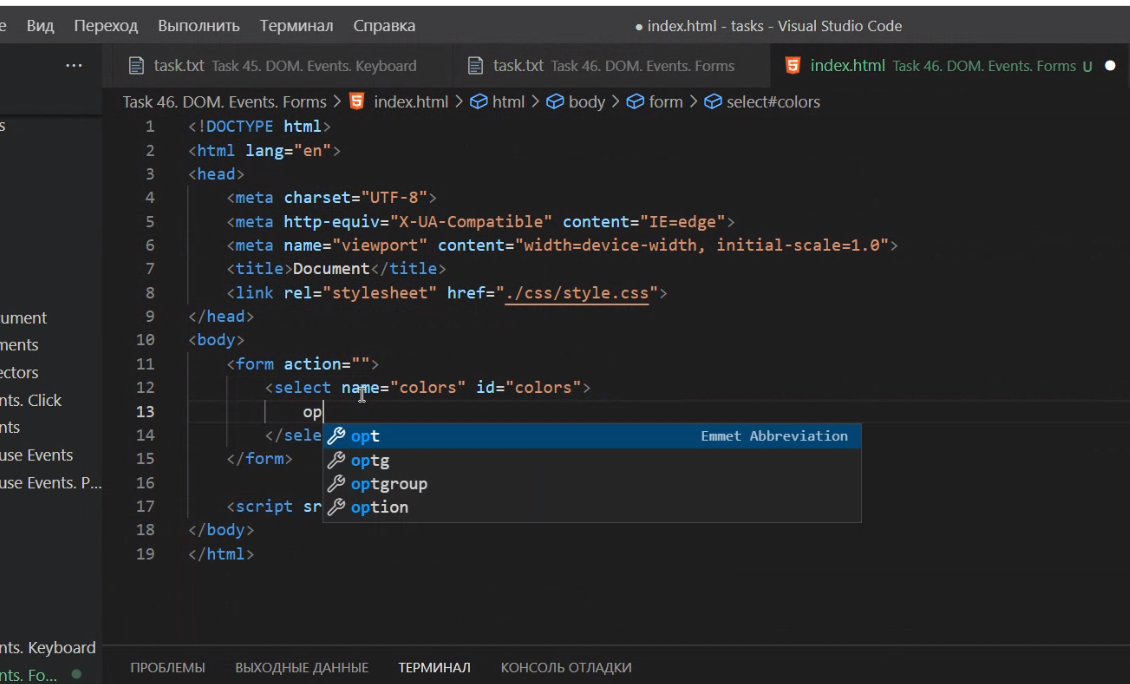 е Вид Переход Выполнить Терминал Справка ● index.html - tasks - Visual Studio Code
... task.txt Task 45. DOM. Events. Keyboard task.txt Task 46. DOM. Events. Forms index.html Task 46. DOM. Events. Forms U ●
Task 46. DOM. Events. Forms > index.html > html > body > form > select#colors
s
1 <!DOCTYPE html>
2 <html lang="en">
3 <head>
4 <meta charset="UTF-8">
5 <meta http-equiv="X-UA-Compatible" content="IE=edge">
6 <meta name="viewport" content="width=device-width, initial-scale=1.0">
7 <title>Document</title>
8 <link rel="stylesheet" href="./css/style.css">
9 </head>
10 <body>
11 <form action="">
12 <select name="colors" id="colors">
13 op
14 </sele
15 </form>
16
17 <script sr
18 </body>
19 </html>
opt Emmet Abbreviation
optg
optgroup
option
ument
ments
ectors
nts. Click
nts
use Events
use Events. P...
nts. Keyboard
nts. Fo...
ПРОБЛЕМЫ ВЫХОДНЫЕ ДАННЫЕ ТЕРМИНАЛ КОНСОЛЬ ОТЛАДКИ